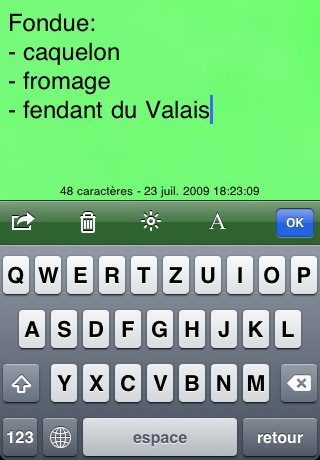 Fondue:
- caquelon
- fromage
- fendant du Valais
48 caractères - 23 juil. 2009 18:23:09
A OK
Q W E R T Z U I O P
A S D F G H J K L
Y X C V B N M
123 espace retour